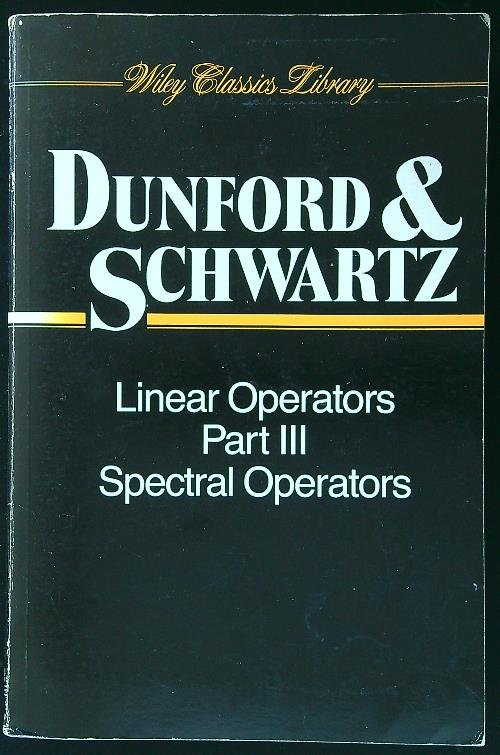 Wiley Classics Library
DUNFORD &
SCHWARTZ
Linear Operators
Part III
Spectral Operators